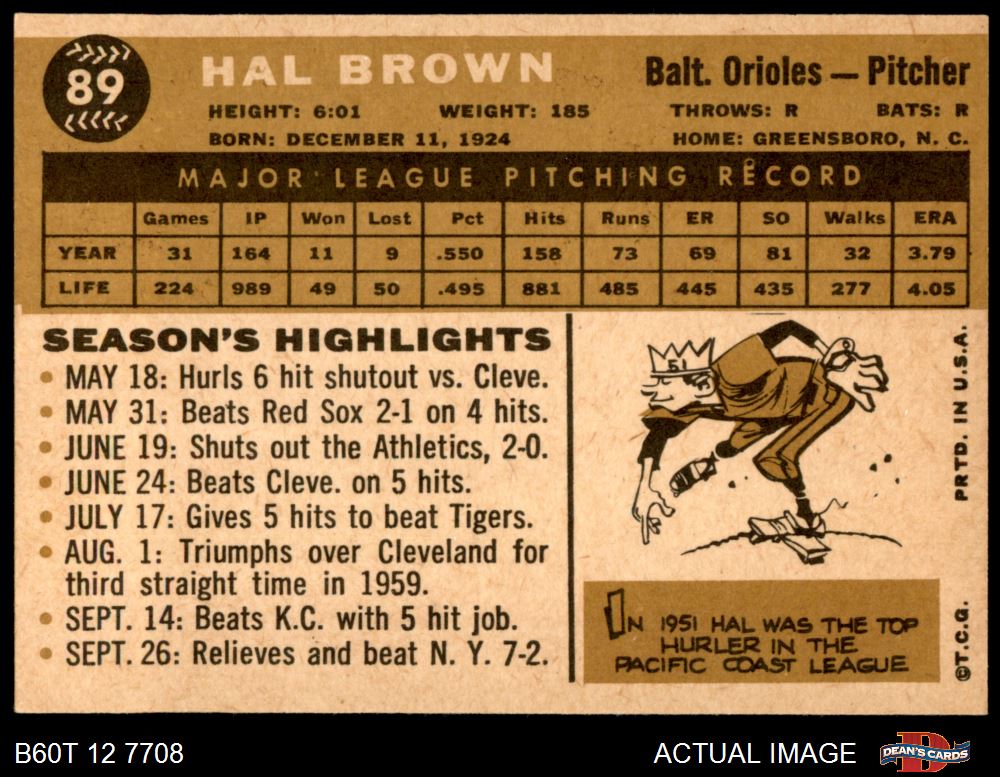 89
HAL BROWN
Balt. Orioles — Pitcher
HEIGHT: 6:01 WEIGHT: 185 THROWS: R BATS: R
BORN: DECEMBER 11, 1924 HOME: GREENSBORO, N. C.
MAJOR LEAGUE PITCHING RECORD
Games IP Won Lost Pct Hits Runs ER SO Walks ERA
YEAR 31 164 11 9 .550 158 73 69 81 32 3.79
LIFE 224 989 49 50 .495 881 485 445 435 277 4.05
SEASON'S HIGHLIGHTS
• MAY 18: Hurls 6 hit shutout vs. Cleve.
• MAY 31: Beats Red Sox 2-1 on 4 hits.
• JUNE 19: Shuts out the Athletics, 2-0.
• JUNE 24: Beats Cleve. on 5 hits.
• JULY 17: Gives 5 hits to beat Tigers.
• AUG. 1: Triumphs over Cleveland for
third straight time in 1959.
• SEPT. 14: Beats K.C. with 5 hit job.
• SEPT. 26: Relieves and beat N. Y. 7-2.
51
IN 1951 HAL WAS THE TOP
HURLER IN THE
PACIFIC COAST LEAGUE
©T.C.G. PRTD. IN U.S.A.
B60T 12 7708
ACTUAL IMAGE
DEAN'S CARDS